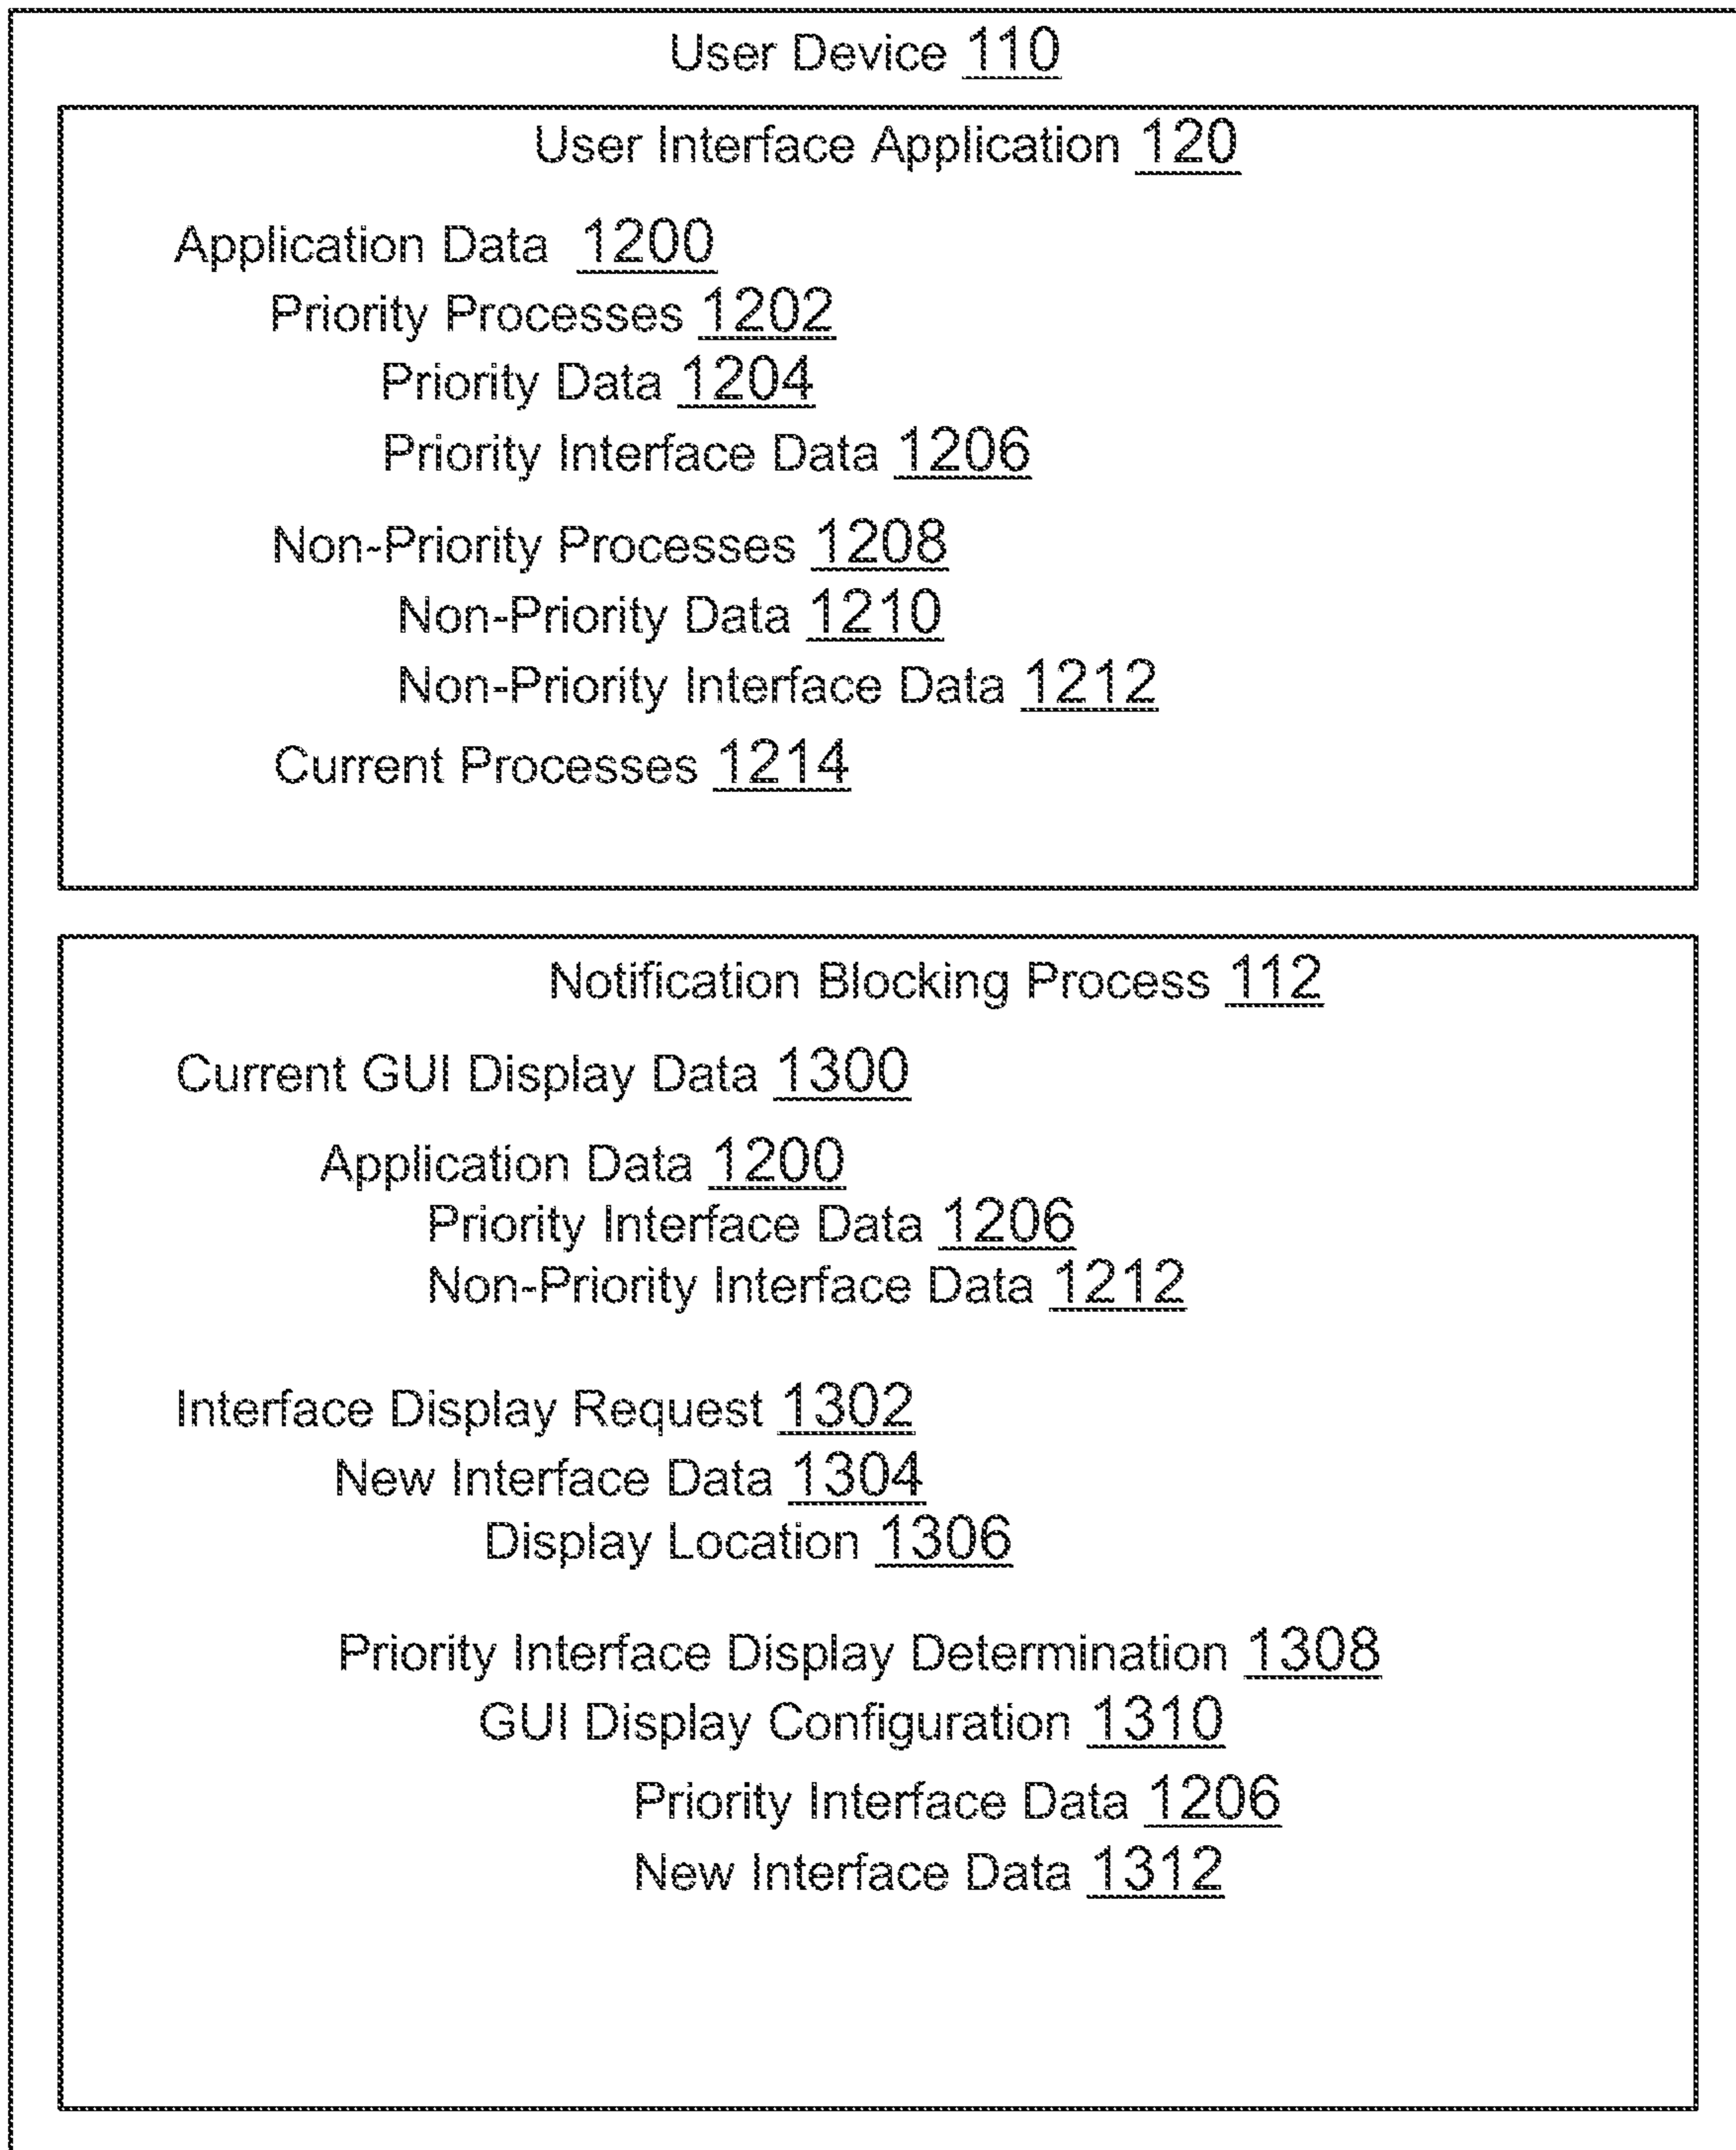 User Device 110
User Interface Application 120
Application Data 1200
Priority Processes 1202
Priority Data 1204
Priority Interface Data 1206
Non-Priority Processes 1208
Non-Priority Data 1210
Non-Priority Interface Data 1212
Current Processes 1214
Notification Blocking Process 112
Current GUI Display Data 1300
Application Data 1200
Priority Interface Data 1206
Non-Priority Interface Data 1212
Interface Display Request 1302
New Interface Data 1304
Display Location 1306
Priority Interface Display Determination 1308
GUI Display Configuration 1310
Priority Interface Data 1206
New Interface Data 1312